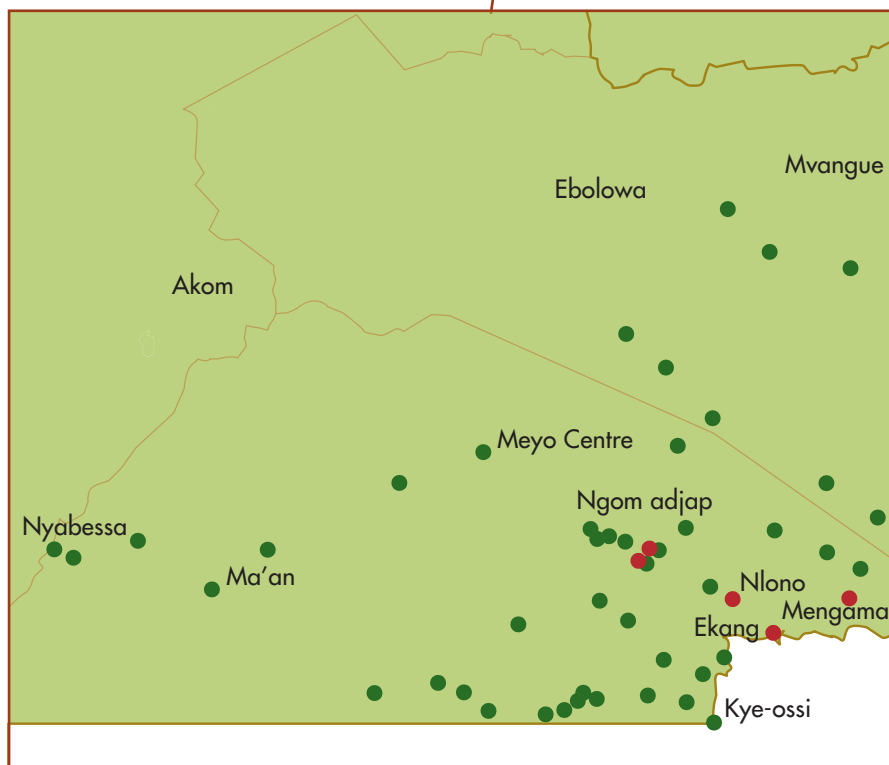 Mvangue
Ebolowa
Akom
Meyo Centre
Ngom adjap
Nyabessa
Ma’an
Nlono
Mengama
Ekang
Kye-ossi